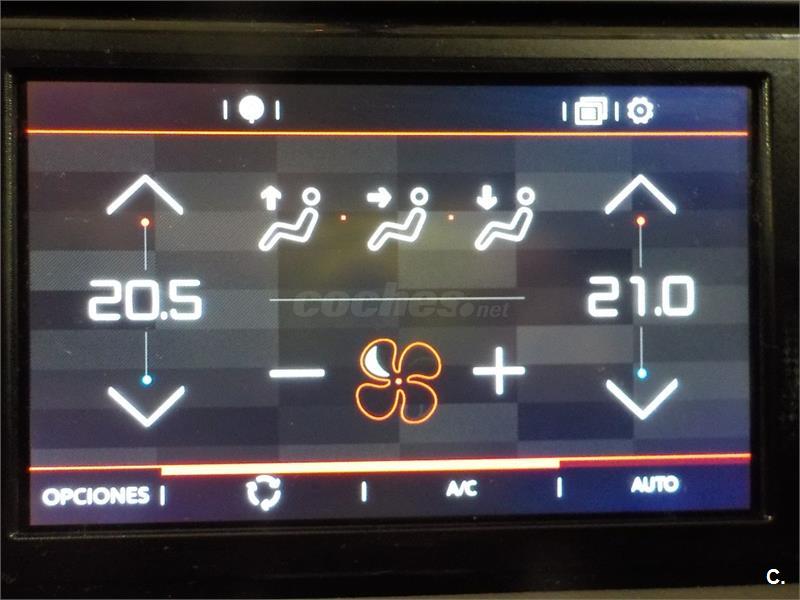 20.5
21.0
coches.net
OPCIONES
A/C
AUTO
C.